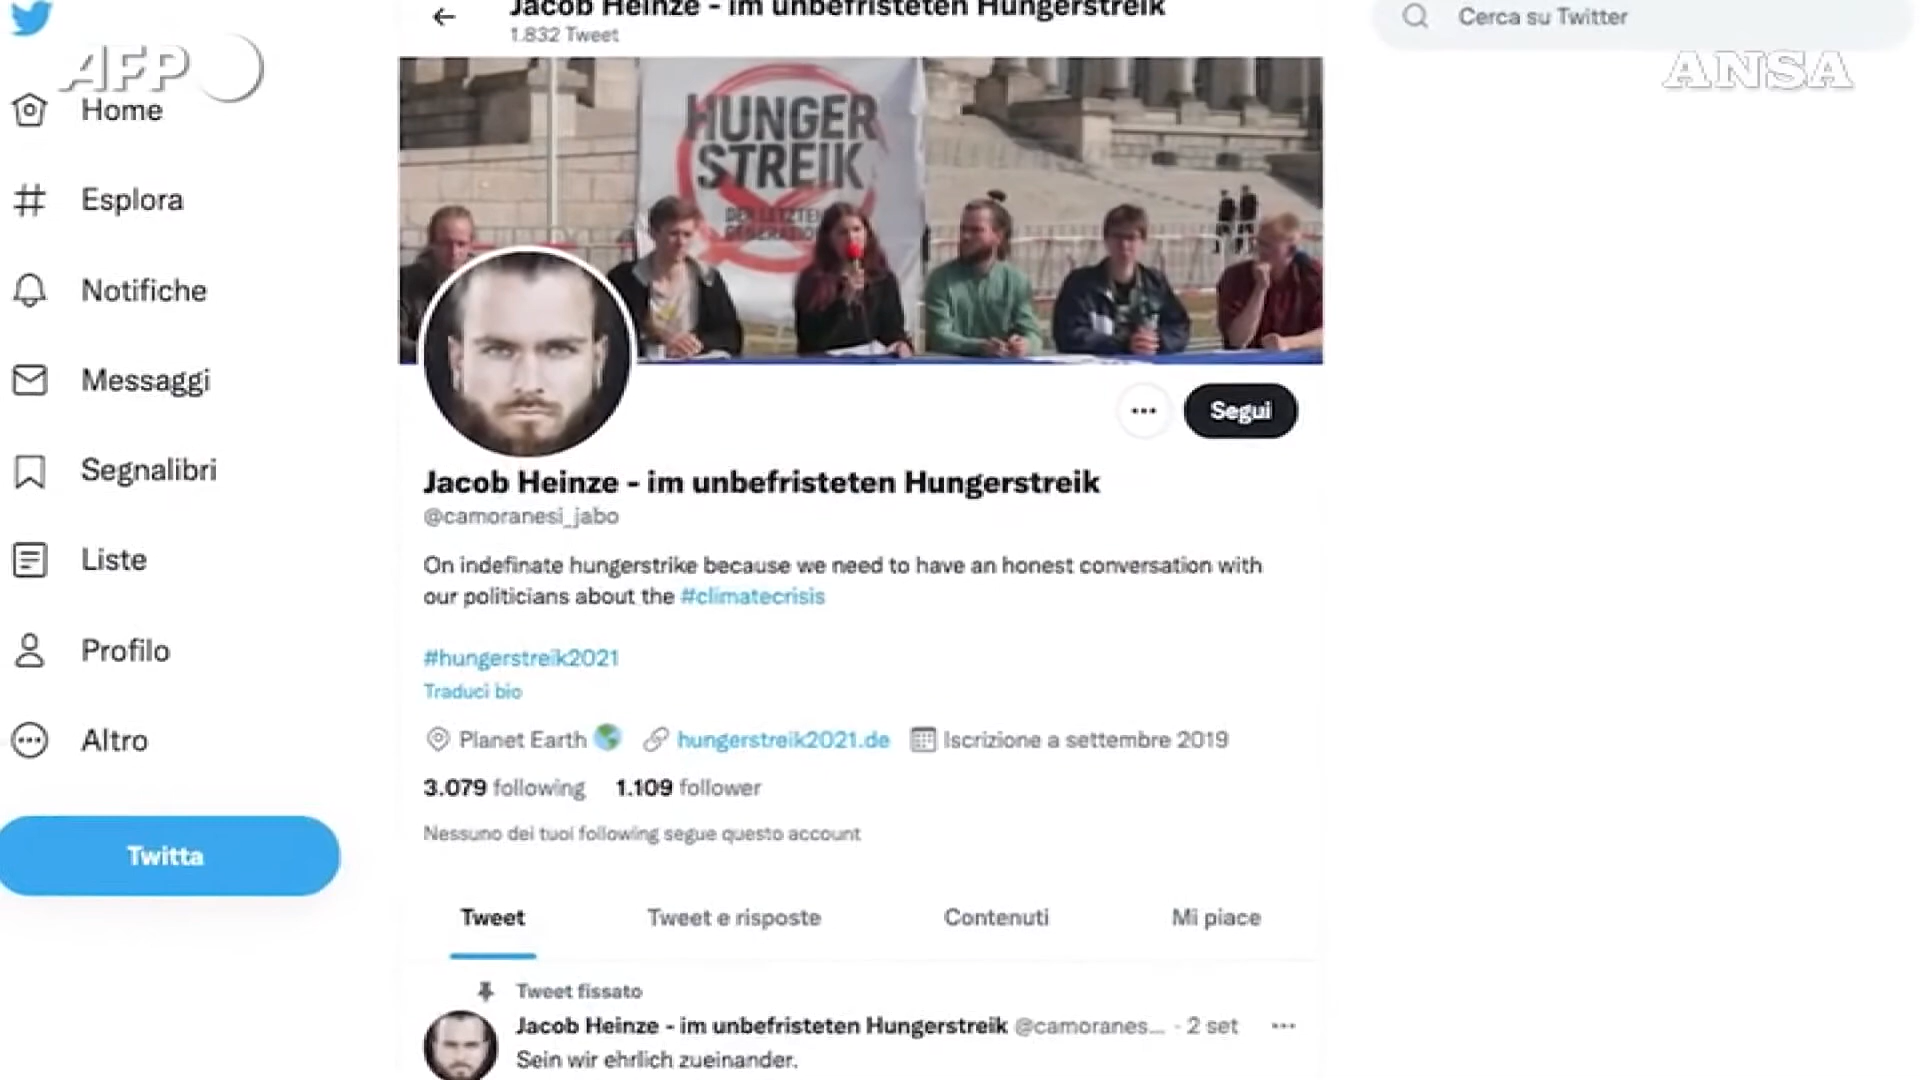 Jacob Heinze - im unbefristeten Hungerstreik
1.832 Tweet
Cerca su Twitter
AFP
ANSA
Home
Esplora
Notifiche
Messaggi
Segnalibri
Liste
Profilo
Altro
Twitta
HUNGER
STREIK
DER LETZTEN
GENERATION
Segui
Jacob Heinze - im unbefristeten Hungerstreik
@camoranesi_jabo
On indefinate hungerstrike because we need to have an honest conversation with
our politicians about the #climatecrisis
#hungerstreik2021
Traduci bio
Planet Earth hungerstreik2021.de Iscrizione a settembre 2019
3.079 following 1.109 follower
Nessuno dei tuoi following segue questo account
Tweet Tweet e risposte Contenuti Mi piace
Tweet fissato
Jacob Heinze - im unbefristeten Hungerstreik @camoranes... · 2 set
Sein wir ehrlich zueinander.